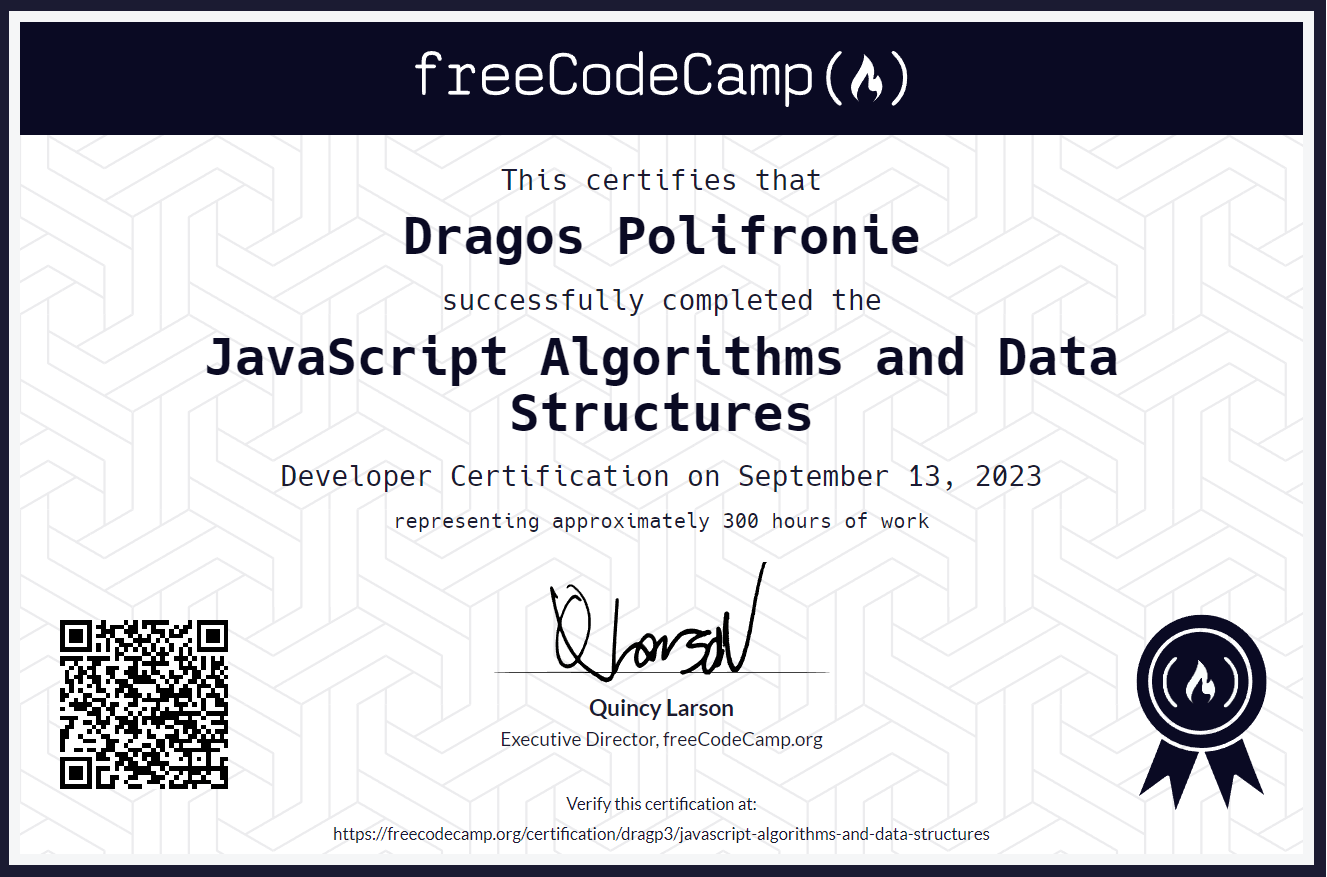 freeCodeCamp
This certifies that
Dragos Polifronie
successfully completed the
JavaScript Algorithms and Data
Structures
Developer Certification on September 13, 2023
representing approximately 300 hours of work
Quincy Larson
Executive Director, freeCodeCamp.org
Verify this certification at:
https://freecodecamp.org/certification/dragp3/javascript-algorithms-and-data-structures